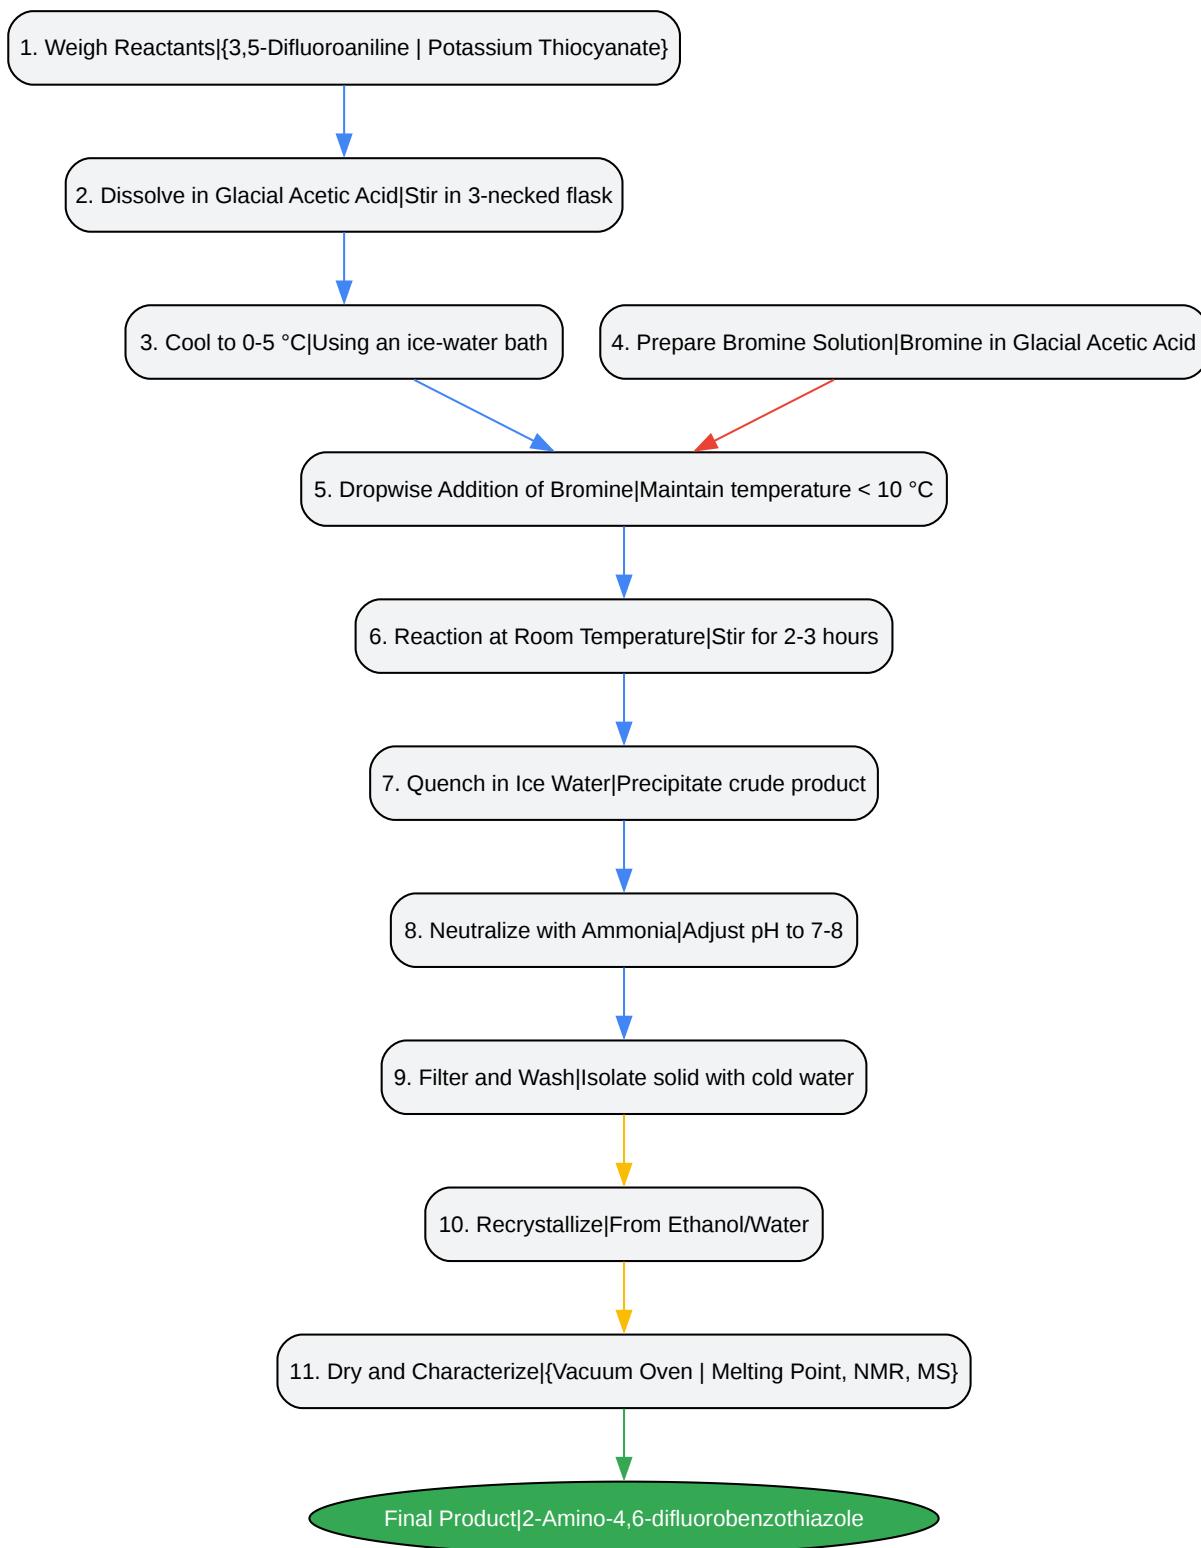 1. Weigh Reactants|{3,5-Difluoroaniline | Potassium Thiocyanate}
2. Dissolve in Glacial Acetic Acid|Stir in 3-necked flask
3. Cool to 0-5 °C|Using an ice-water bath
4. Prepare Bromine Solution|Bromine in Glacial Acetic Acid
5. Dropwise Addition of Bromine|Maintain temperature < 10 °C
6. Reaction at Room Temperature|Stir for 2-3 hours
7. Quench in Ice Water|Precipitate crude product
8. Neutralize with Ammonia|Adjust pH to 7-8
9. Filter and Wash|Isolate solid with cold water
10. Recrystallize|From Ethanol/Water
11. Dry and Characterize|{Vacuum Oven | Melting Point, NMR, MS}
Final Product|2-Amino-4,6-difluorobenzothiazole